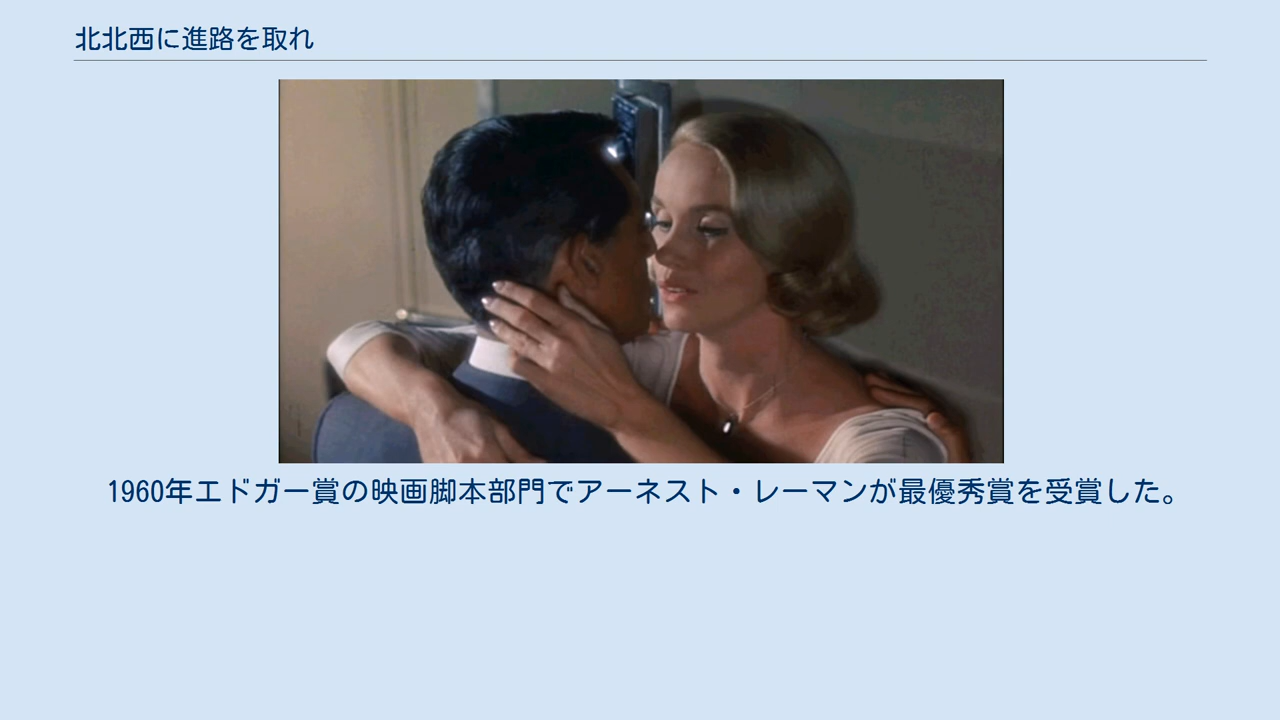 北北西に進路を取れ
1960年エドガー賞の映画脚本部門でアーネスト・レーマンが最優秀賞を受賞した。